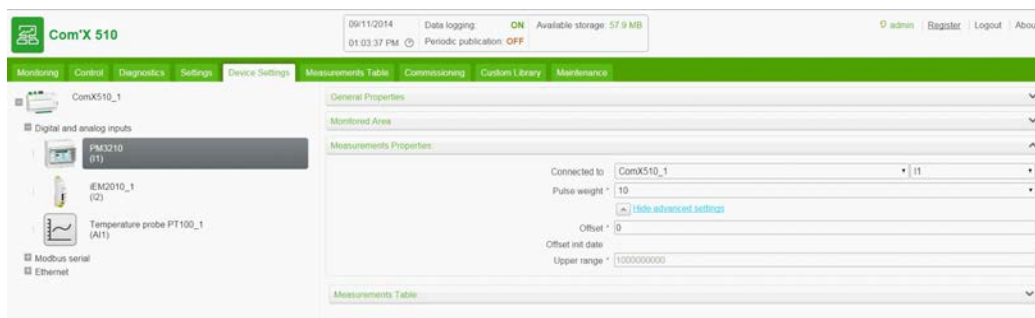 Com'X 510
09/11/2014 Data logging: ON Available storage: 57.9 MB
01:03:37 PM Periodic publication: OFF
admin Register Logout Abou
Monitoring Control Diagnostics Settings Device Settings Measurements Table Commissioning Custom Library Maintenance
ComX510_1
Digital and analog inputs
PM3210
(I1)
iEM2010_1
(I2)
Temperature probe PT100_1
(AI1)
Modbus serial
Ethernet
General Properties
Monitored Area
Measurements Properties
Connected to ComX510_1 I1
Pulse weight * 10
Hide advanced settings
Offset * 0
Offset init date
Upper range * 1000000000
Measurements Table